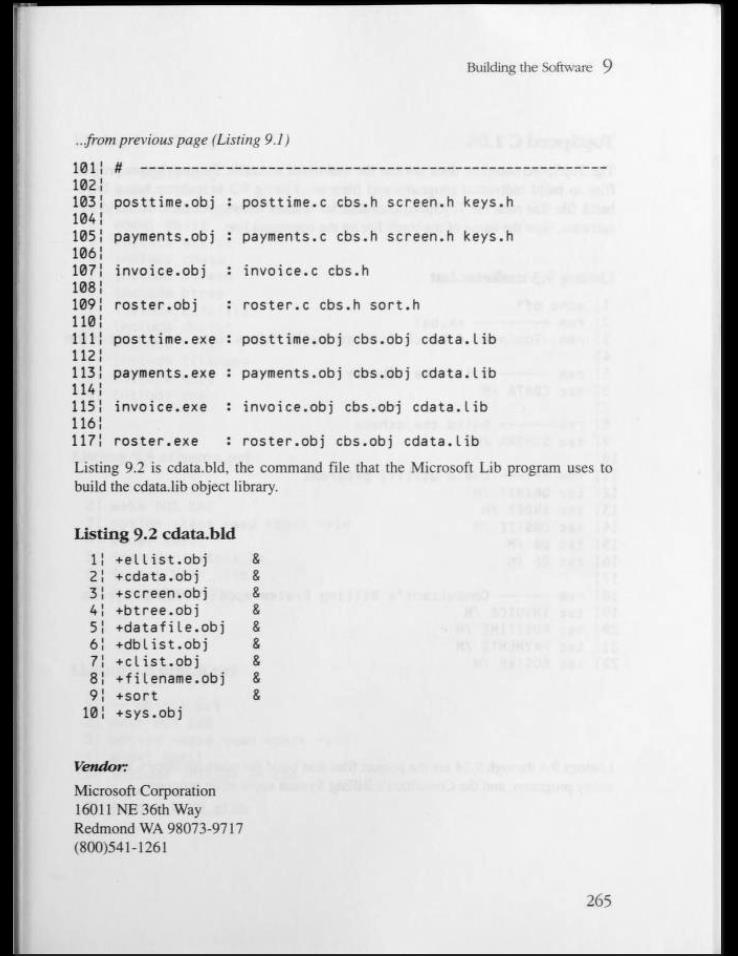 Building the Software 9
...from previous page (Listing 9.1)
101¦ # -----------------------------------------------------------
102¦
103¦ posttime.obj : posttime.c cbs.h screen.h keys.h
104¦
105¦ payments.obj : payments.c cbs.h screen.h keys.h
106¦
107¦ invoice.obj  : invoice.c cbs.h
108¦
109¦ roster.obj   : roster.c cbs.h sort.h
110¦
111¦ posttime.exe : posttime.obj cbs.obj cdata.lib
112¦
113¦ payments.exe : payments.obj cbs.obj cdata.lib
114¦
115¦ invoice.exe  : invoice.obj cbs.obj cdata.lib
116¦
117¦ roster.exe   : roster.obj cbs.obj cdata.lib
Listing 9.2 is cdata.bld, the command file that the Microsoft Lib program uses to
build the cdata.lib object library.
Listing 9.2 cdata.bld
1¦ +ellist.obj     &
2¦ +cdata.obj      &
3¦ +screen.obj     &
4¦ +btree.obj      &
5¦ +datafile.obj   &
6¦ +dblist.obj     &
7¦ +clist.obj      &
8¦ +filename.obj   &
9¦ +sort           &
10¦ +sys.obj
Vendor:
Microsoft Corporation
16011 NE 36th Way
Redmond WA 98073-9717
(800)541-1261
265